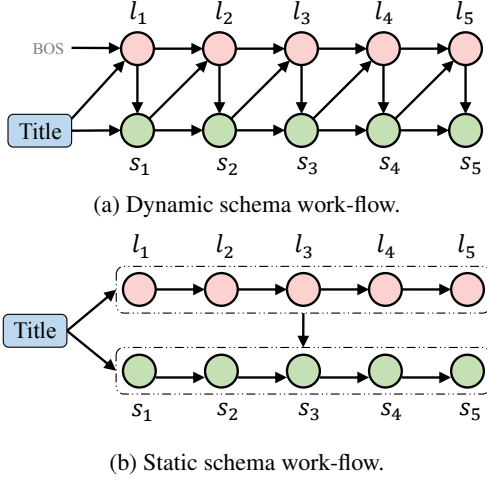 l₁ l₂ l₃ l₄ l₅
BOS
Title
s₁ s₂ s₃ s₄ s₅
(a) Dynamic schema work-flow.
l₁ l₂ l₃ l₄ l₅
Title
s₁ s₂ s₃ s₄ s₅
(b) Static schema work-flow.